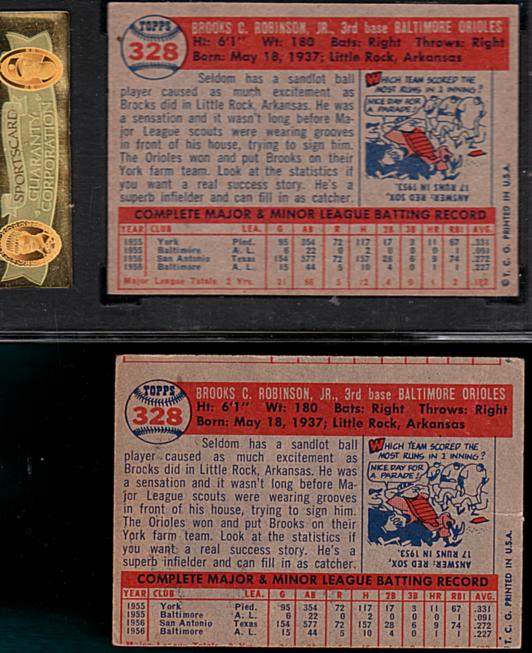 SPORTSCARD
GUARANTY
CORPORATION
TOPPS
328
BROOKS C. ROBINSON, JR., 3rd base BALTIMORE ORIOLES
Ht: 6'1" Wt: 180 Bats: Right Throws: Right
Born: May 18, 1937; Little Rock, Arkansas
Seldom has a sandlot ball
player caused as much excitement as
Brocks did in Little Rock, Arkansas. He was
a sensation and it wasn't long before Ma-
jor League scouts were wearing grooves
in front of his house, trying to sign him.
The Orioles won and put Brooks on their
York farm team. Look at the statistics if
you want a real success story. He's a
superb infielder and can fill in as catcher.
WHICH TEAM SCORED THE
MOST RUNS IN 1 INNING?
NICE DAY FOR
A PARADE!
ANSWER: RED SOX,
17 RUNS IN 1953.
COMPLETE MAJOR & MINOR LEAGUE BATTING RECORD
YEAR CLUB LEA. G AB R H 2B 3B HR RBI AVG.
1955 York Pied. 95 354 72 117 17 3 11 67 .331
1955 Baltimore A. L. 6 22 0 2 0 0 0 1 .091
1956 San Antonio Texas 154 577 72 157 28 6 9 74 .272
1956 Baltimore A. L. 15 44 5 10 4 0 1 1 .227
Major League Totals 2 Yrs. 21 66 5 12 4 0 1 2 .182
© T. C. G. PRINTED IN U.S.A.
TOPPS
328
BROOKS C. ROBINSON, JR., 3rd base BALTIMORE ORIOLES
Ht: 6'1" Wt: 180 Bats: Right Throws: Right
Born: May 18, 1937; Little Rock, Arkansas
Seldom has a sandlot ball
player caused as much excitement as
Brocks did in Little Rock, Arkansas. He was
a sensation and it wasn't long before Ma-
jor League scouts were wearing grooves
in front of his house, trying to sign him.
The Orioles won and put Brooks on their
York farm team. Look at the statistics if
you want a real success story. He's a
superb infielder and can fill in as catcher.
WHICH TEAM SCORED THE
MOST RUNS IN 1 INNING?
NICE DAY FOR
A PARADE!
ANSWER: RED SOX,
17 RUNS IN 1953.
COMPLETE MAJOR & MINOR LEAGUE BATTING RECORD
YEAR CLUB LEA. G AB R H 2B 3B HR RBI AVG.
1955 York Pied. 95 354 72 117 17 3 11 67 .331
1955 Baltimore A. L. 6 22 0 2 0 0 0 1 .091
1956 San Antonio Texas 154 577 72 157 28 6 9 74 .272
1956 Baltimore A. L. 15 44 5 10 4 0 1 1 .227
T. C. G. PRINTED IN U.S.A.